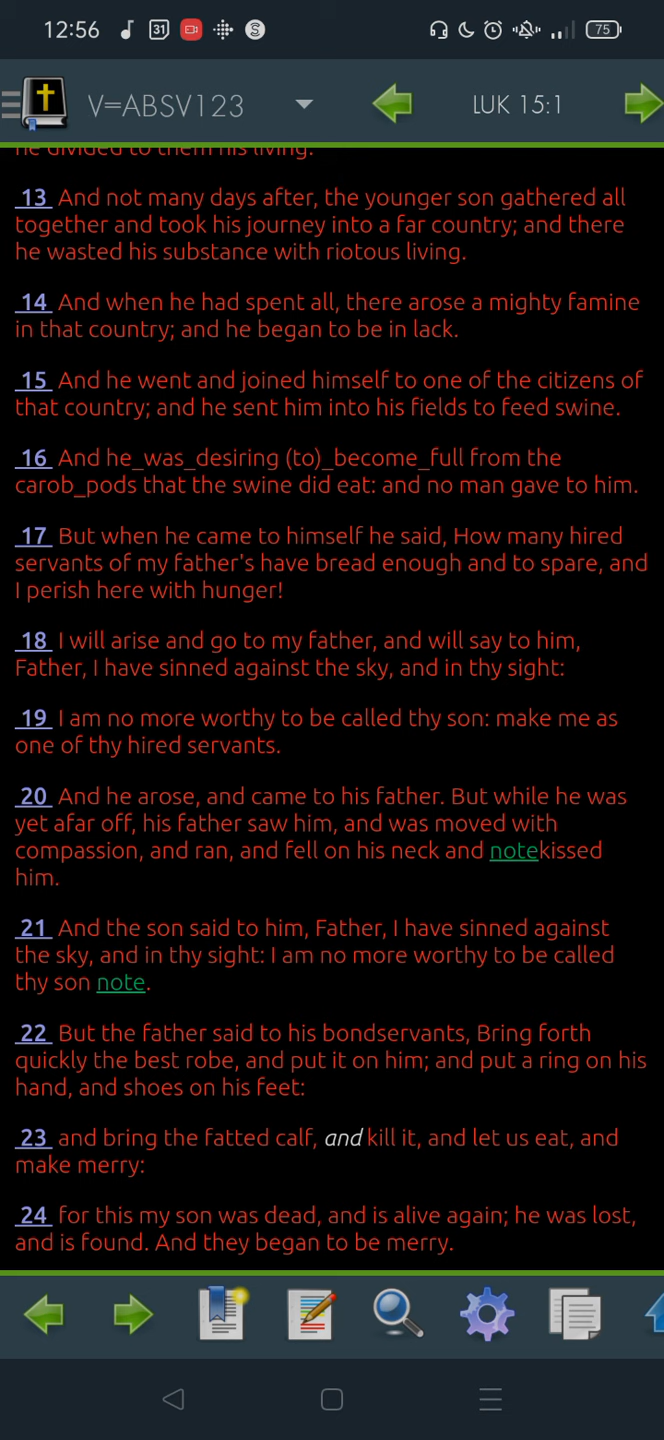 12:56
31
75
V=ABSV123
LUK 15:1
he divided to them his living.
13 And not many days after, the younger son gathered all
together and took his journey into a far country; and there
he wasted his substance with riotous living.
14 And when he had spent all, there arose a mighty famine
in that country; and he began to be in lack.
15 And he went and joined himself to one of the citizens of
that country; and he sent him into his fields to feed swine.
16 And he_was_desiring (to)_become_full from the
carob_pods that the swine did eat: and no man gave to him.
17 But when he came to himself he said, How many hired
servants of my father's have bread enough and to spare, and
I perish here with hunger!
18 I will arise and go to my father, and will say to him,
Father, I have sinned against the sky, and in thy sight:
19 I am no more worthy to be called thy son: make me as
one of thy hired servants.
20 And he arose, and came to his father. But while he was
yet afar off, his father saw him, and was moved with
compassion, and ran, and fell on his neck and notekissed
him.
21 And the son said to him, Father, I have sinned against
the sky, and in thy sight: I am no more worthy to be called
thy son note.
22 But the father said to his bondservants, Bring forth
quickly the best robe, and put it on him; and put a ring on his
hand, and shoes on his feet:
23 and bring the fatted calf, and kill it, and let us eat, and
make merry:
24 for this my son was dead, and is alive again; he was lost,
and is found. And they began to be merry.